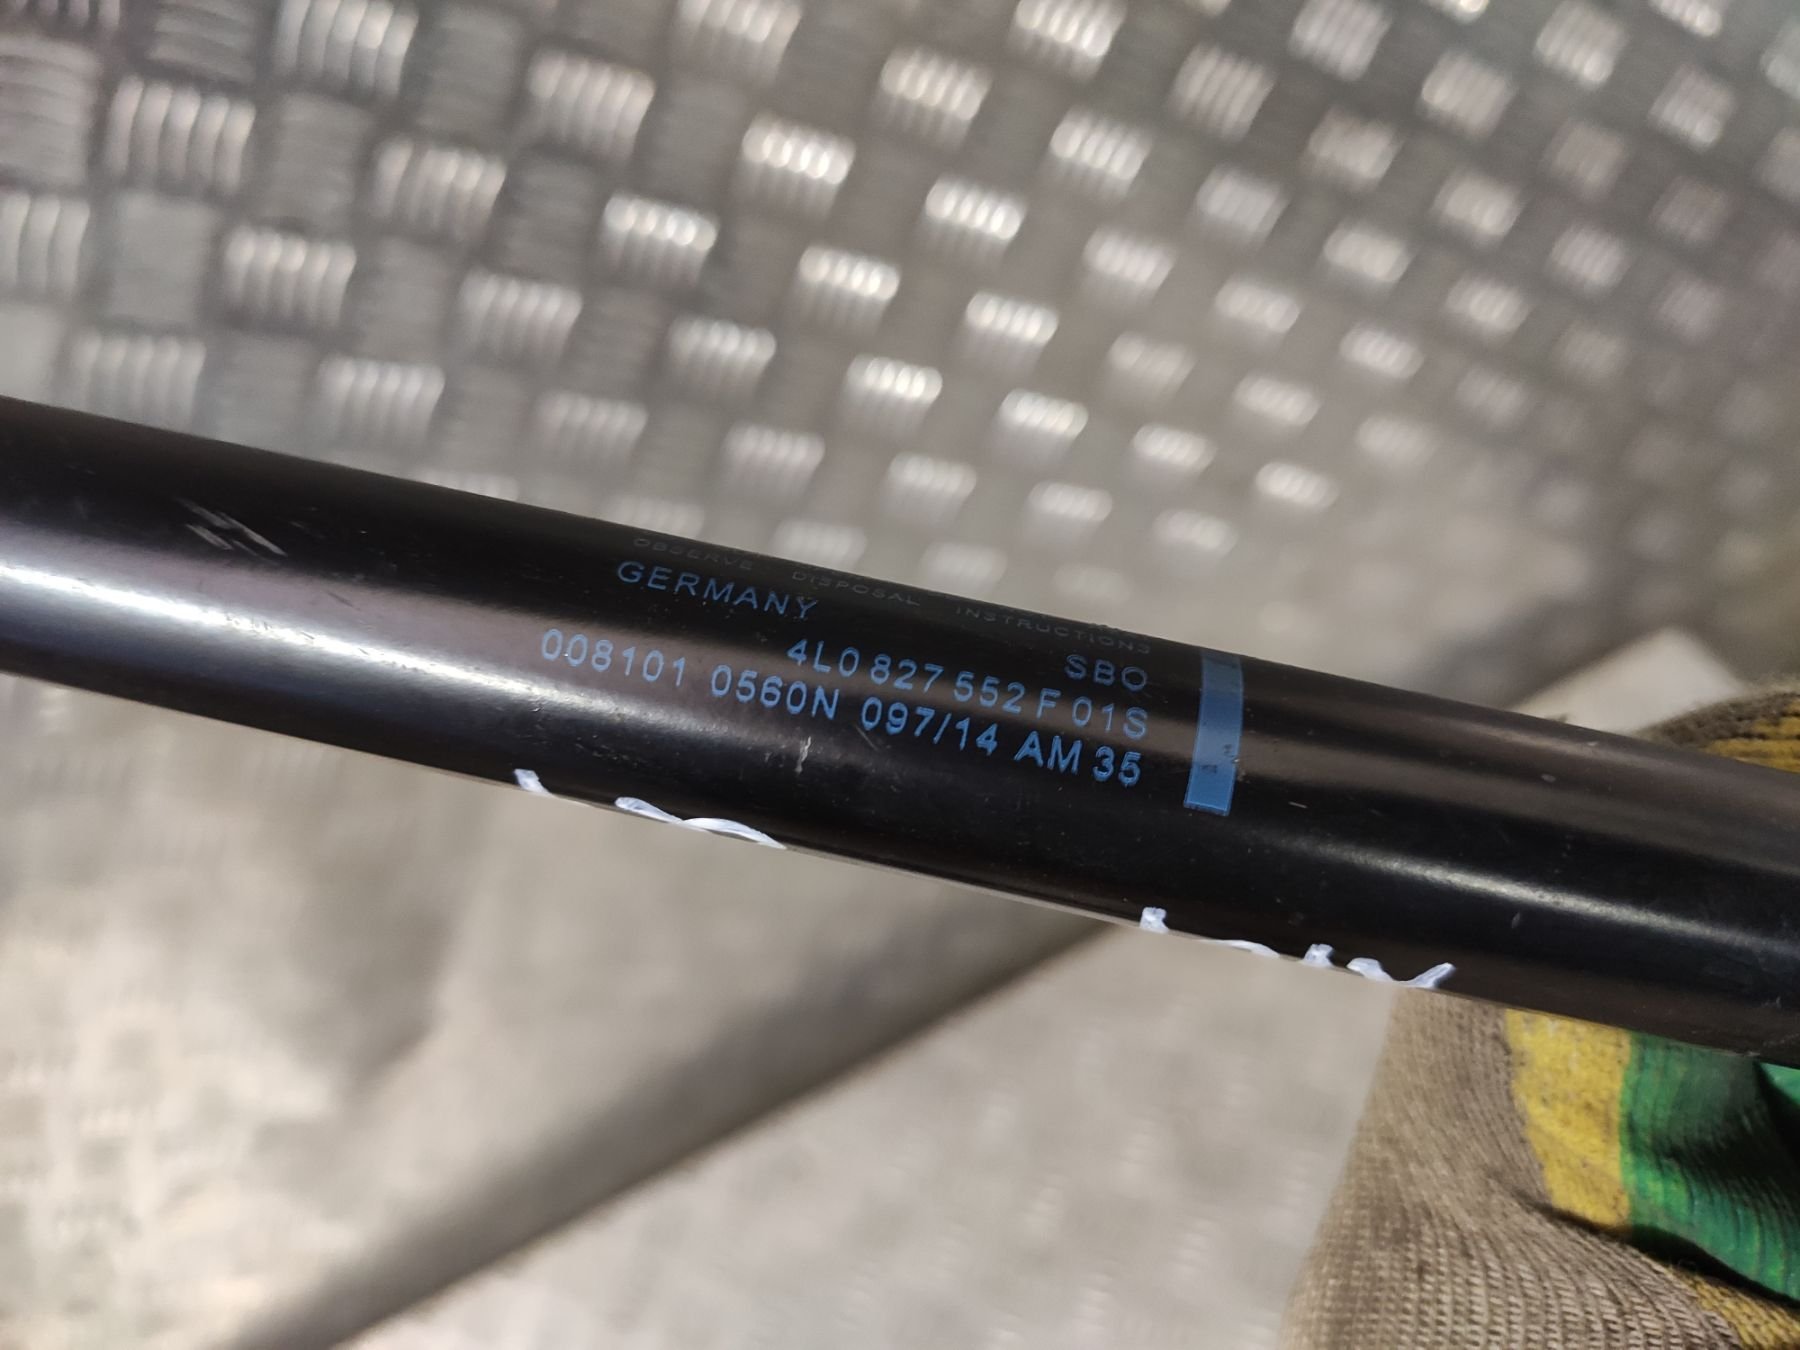 OBSERVE DISPOSAL INSTRUCTIONS
GERMANY SBO
4L0 827 552 F 01S
008101 0560N 097/14 AM 35